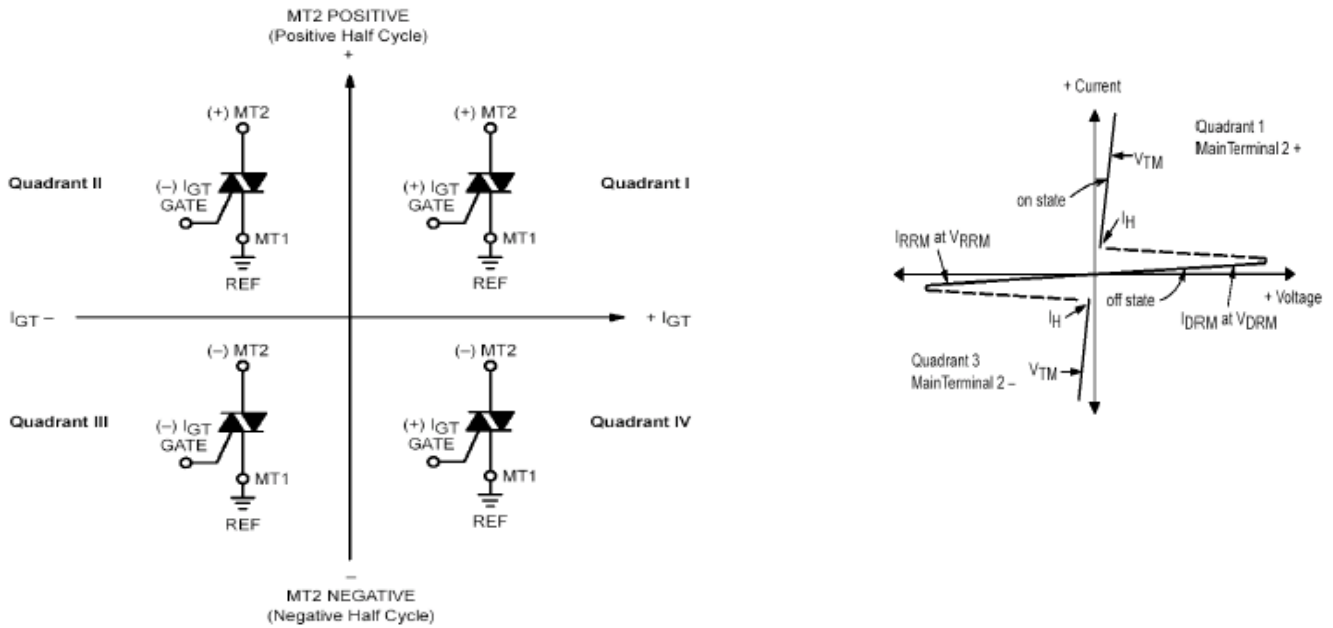 MT2 POSITIVE
(Positive Half Cycle)
+
(+) MT2
(+) MT2
Quadrant II
(–) IGT
GATE
(+) IGT
GATE
Quadrant I
MT1
MT1
REF
REF
IGT –
+ IGT
(–) MT2
(–) MT2
Quadrant III
(–) IGT
GATE
(+) IGT
GATE
Quadrant IV
MT1
MT1
REF
REF
–
MT2 NEGATIVE
(Negative Half Cycle)
+ Current
Quadrant 1
MainTerminal 2 +
VTM
on state
IH
IRRM at VRRM
off state
+ Voltage
IDRM at VDRM
IH
Quadrant 3
MainTerminal 2 –
VTM